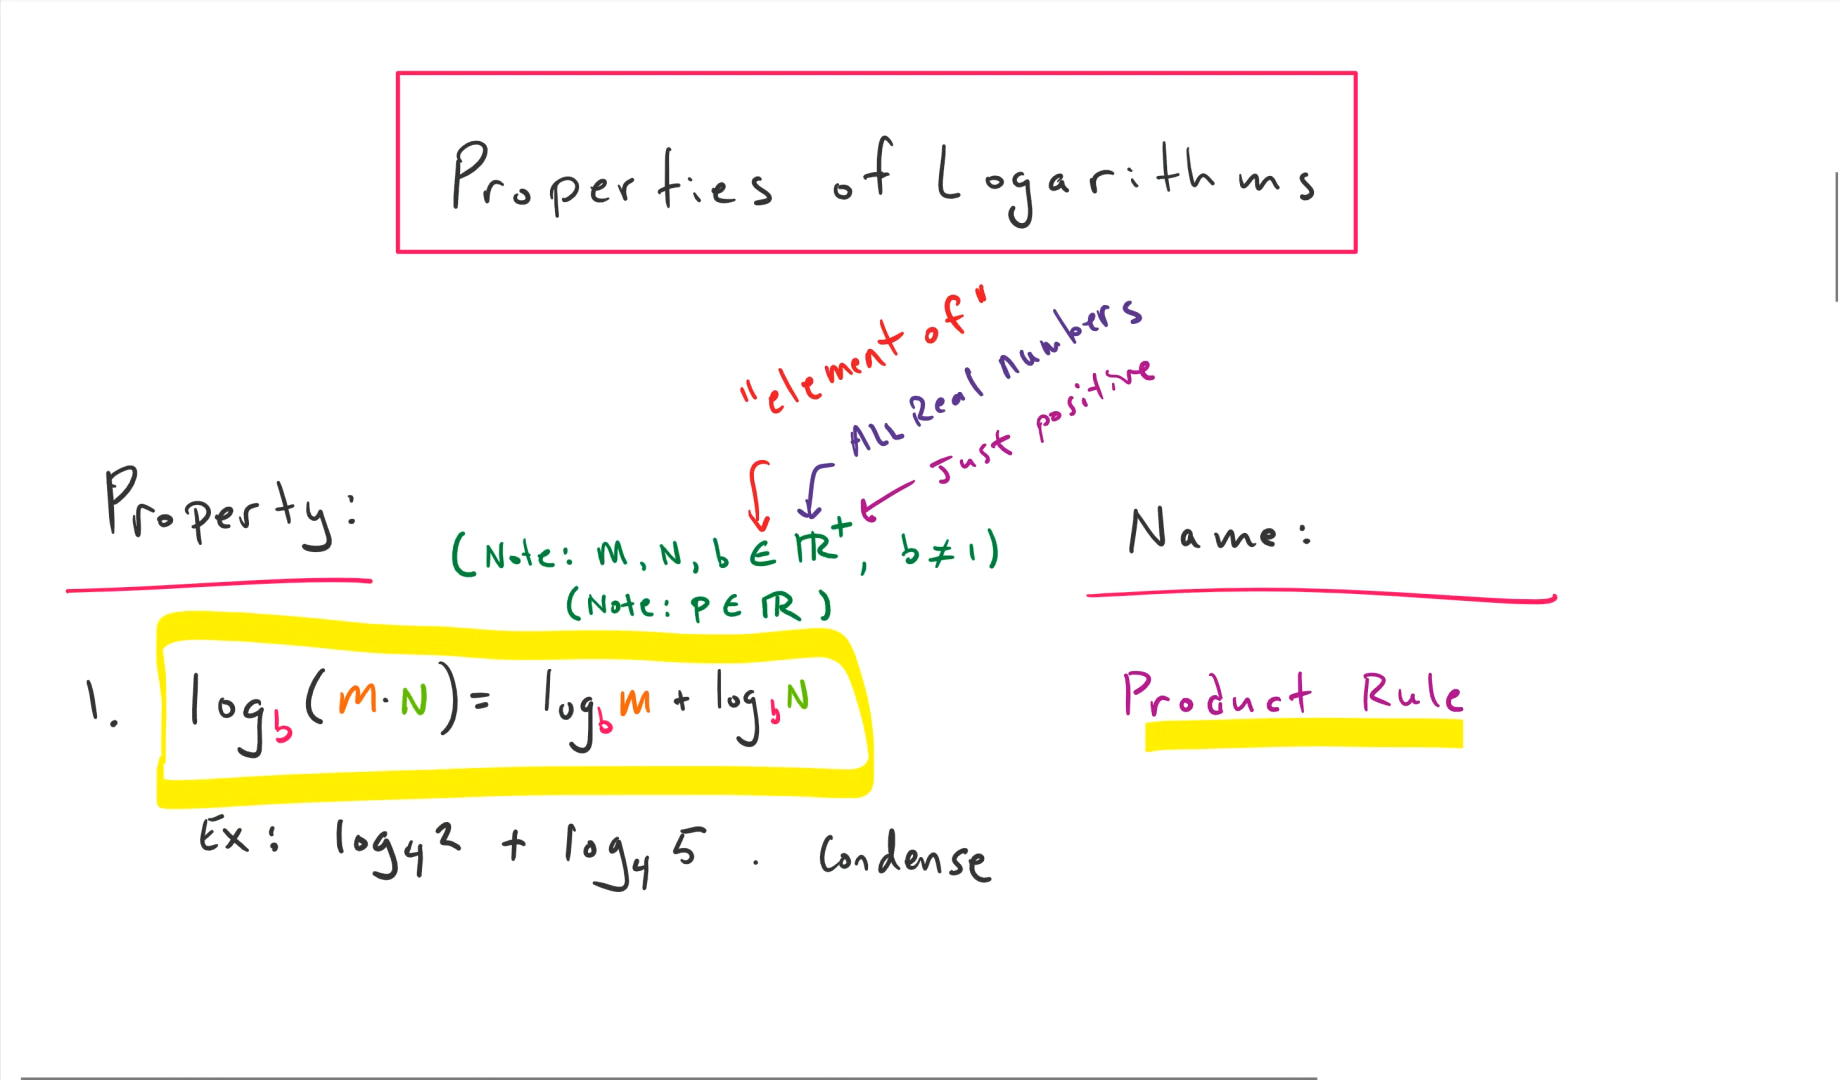 Properties of Logarithms
"element of"
ALL Real numbers
Just positive
Property:
(Note: M, N, b ∈ ℝ⁺, b ≠ 1)
Name:
(Note: p ∈ ℝ)
1. log_b(M·N) = log_b M + log_b N
Product Rule
Ex: log₄2 + log₄5. Condense